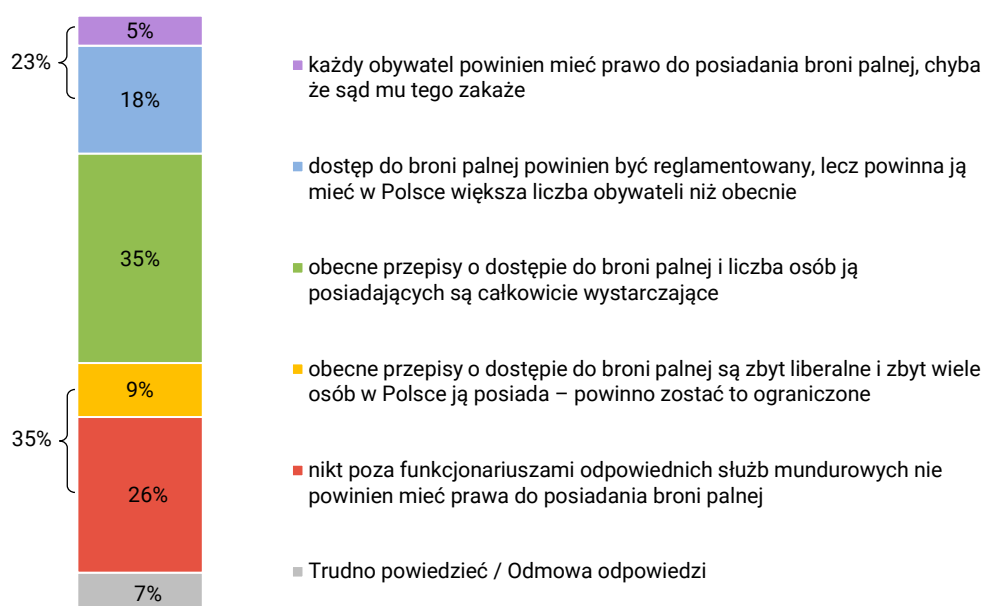 5%
23%
18%
35%
9%
35%
26%
7%
każdy obywatel powinien mieć prawo do posiadania broni palnej, chyba
że sąd mu tego zakaże
dostęp do broni palnej powinien być reglamentowany, lecz powinna ją
mieć w Polsce większa liczba obywateli niż obecnie
obecne przepisy o dostępie do broni palnej i liczba osób ją
posiadających są całkowicie wystarczające
obecne przepisy o dostępie do broni palnej są zbyt liberalne i zbyt wiele
osób w Polsce ją posiada – powinno zostać to ograniczone
nikt poza funkcjonariuszami odpowiednich służb mundurowych nie
powinien mieć prawa do posiadania broni palnej
Trudno powiedzieć / Odmowa odpowiedzi